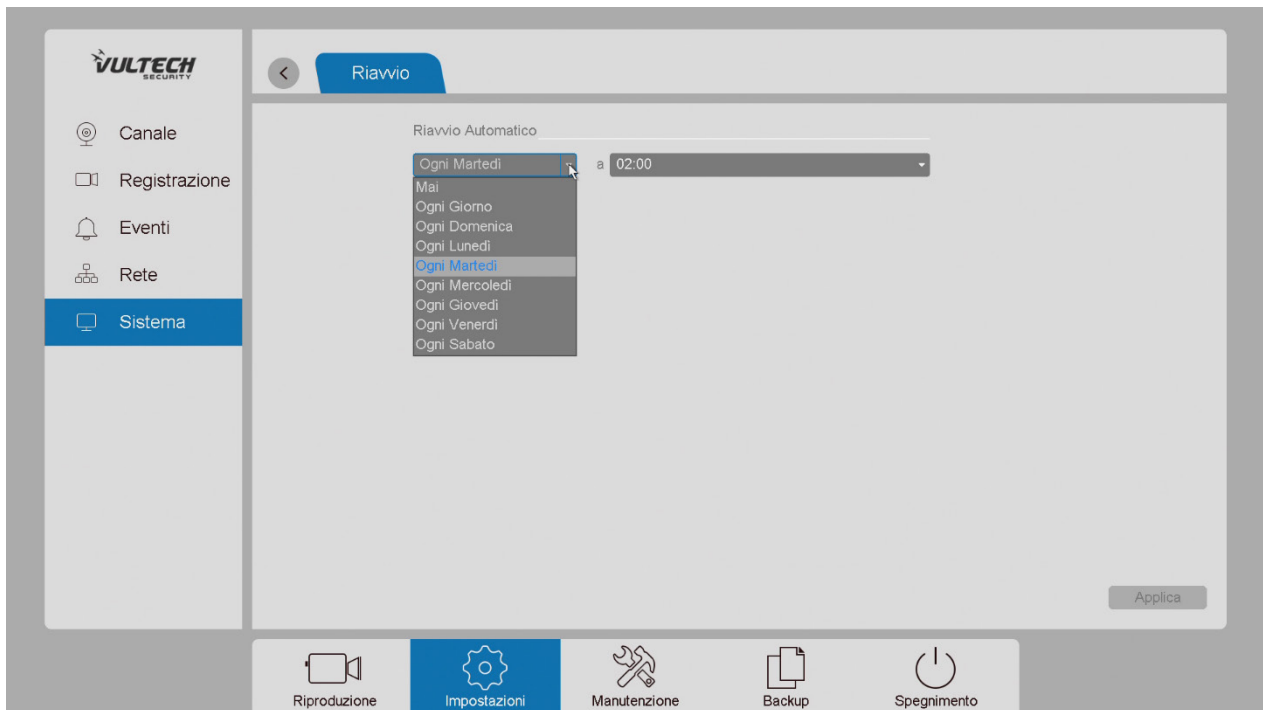 VULTECH
SECURITY
Riavvio
Canale
Registrazione
Eventi
Rete
Sistema
Riavvio Automatico
Ogni Martedì a 02:00
Mai
Ogni Giorno
Ogni Domenica
Ogni Lunedì
Ogni Martedì
Ogni Mercoledì
Ogni Giovedì
Ogni Venerdì
Ogni Sabato
Applica
Riproduzione
Impostazioni
Manutenzione
Backup
Spegnimento